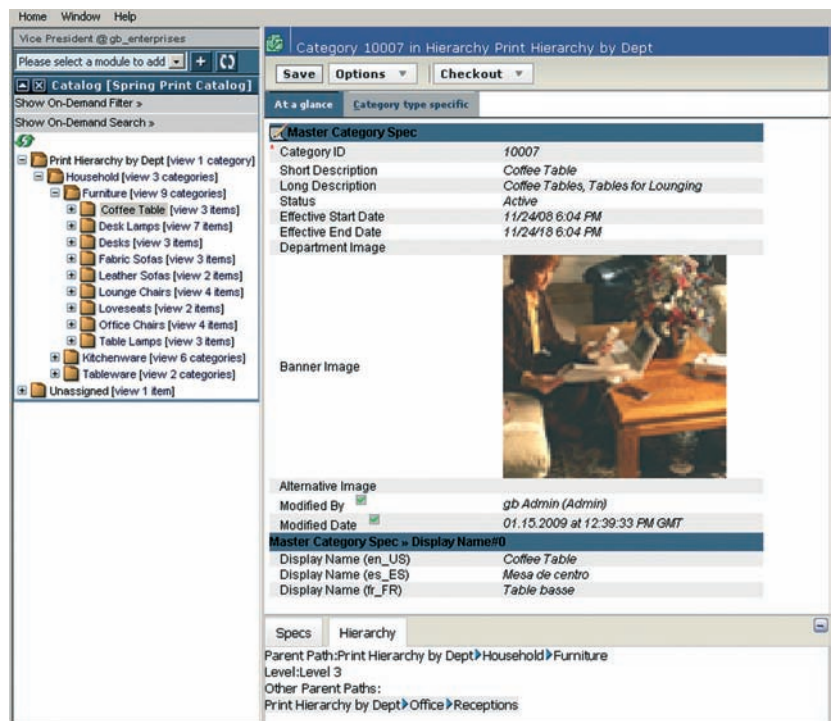 Home Window Help
Vice President @ gb_enterprises
Please select a module to add
Catalog [Spring Print Catalog]
Show On-Demand Filter »
Show On-Demand Search »
Print Hierarchy by Dept [view 1 category]
Household [view 3 categories]
Furniture [view 9 categories]
Coffee Table [view 3 items]
Desk Lamps [view 7 items]
Desks [view 3 items]
Fabric Sofas [view 3 items]
Leather Sofas [view 2 items]
Lounge Chairs [view 4 items]
Loveseats [view 2 items]
Office Chairs [view 4 items]
Table Lamps [view 3 items]
Kitchenware [view 6 categories]
Tableware [view 2 categories]
Unassigned [view 1 item]
Category 10007 in Hierarchy Print Hierarchy by Dept
Save Options Checkout
At a glance Category type specific
Master Category Spec
* Category ID 10007
Short Description Coffee Table
Long Description Coffee Tables, Tables for Lounging
Status Active
Effective Start Date 11/24/08 6:04 PM
Effective End Date 11/24/18 6:04 PM
Department Image
Banner Image
Alternative Image
Modified By gb Admin (Admin)
Modified Date 01.15.2009 at 12:39:33 PM GMT
Master Category Spec » Display Name#0
Display Name (en_US) Coffee Table
Display Name (es_ES) Mesa de centro
Display Name (fr_FR) Table basse
Specs Hierarchy
Parent Path:Print Hierarchy by Dept Household Furniture
Level:Level 3
Other Parent Paths:
Print Hierarchy by Dept Office Receptions